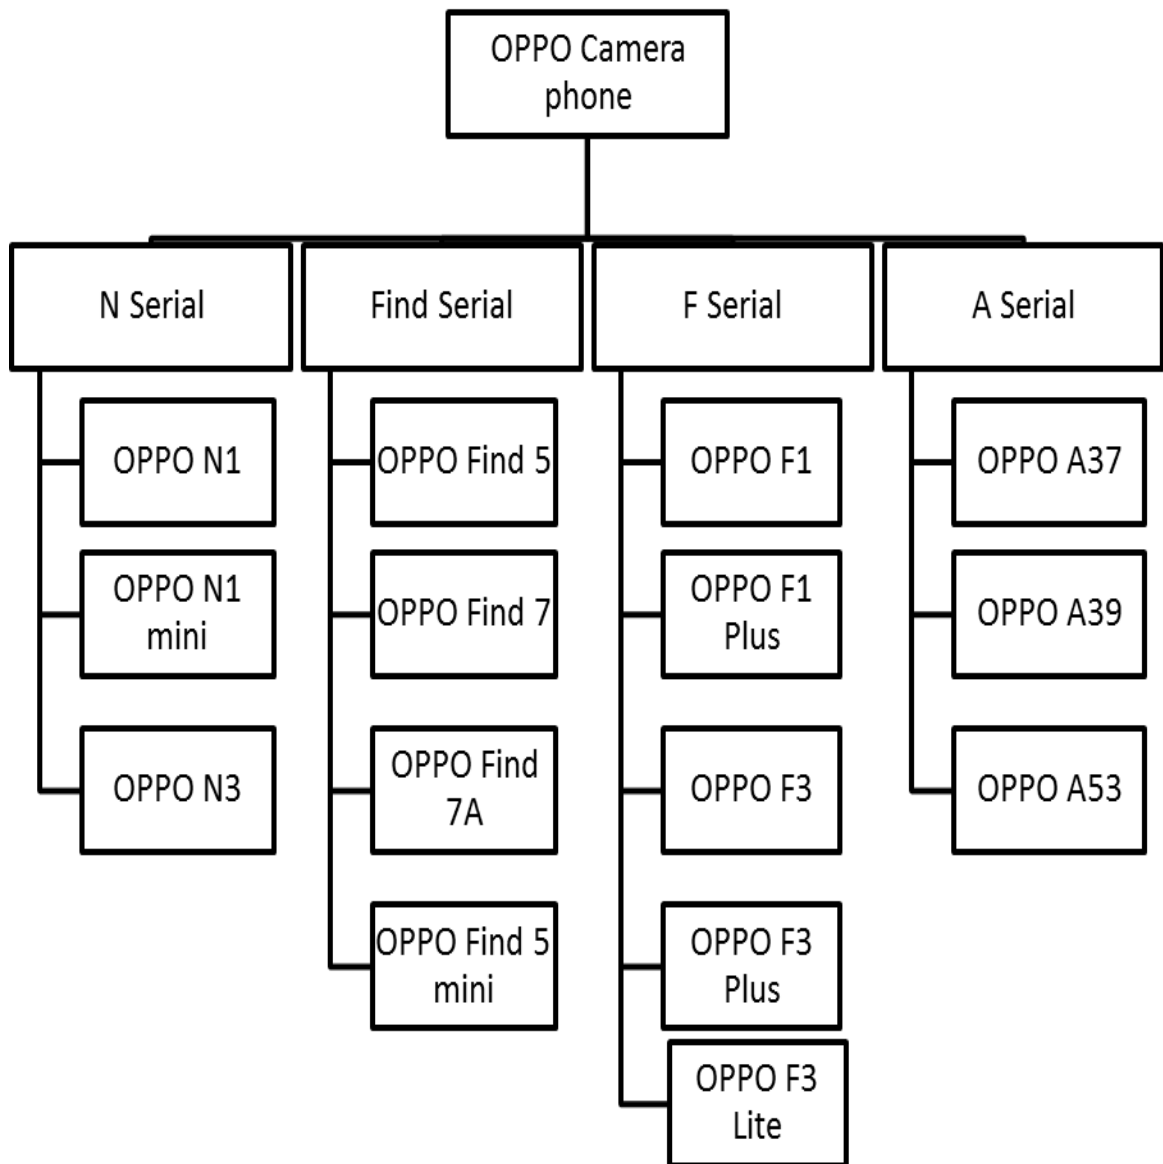 OPPO Camera
phone
N Serial
Find Serial
F Serial
A Serial
OPPO N1
OPPO N1
mini
OPPO N3
OPPO Find 5
OPPO Find 7
OPPO Find
7A
OPPO Find 5
mini
OPPO F1
OPPO F1
Plus
OPPO F3
OPPO F3
Plus
OPPO F3
Lite
OPPO A37
OPPO A39
OPPO A53